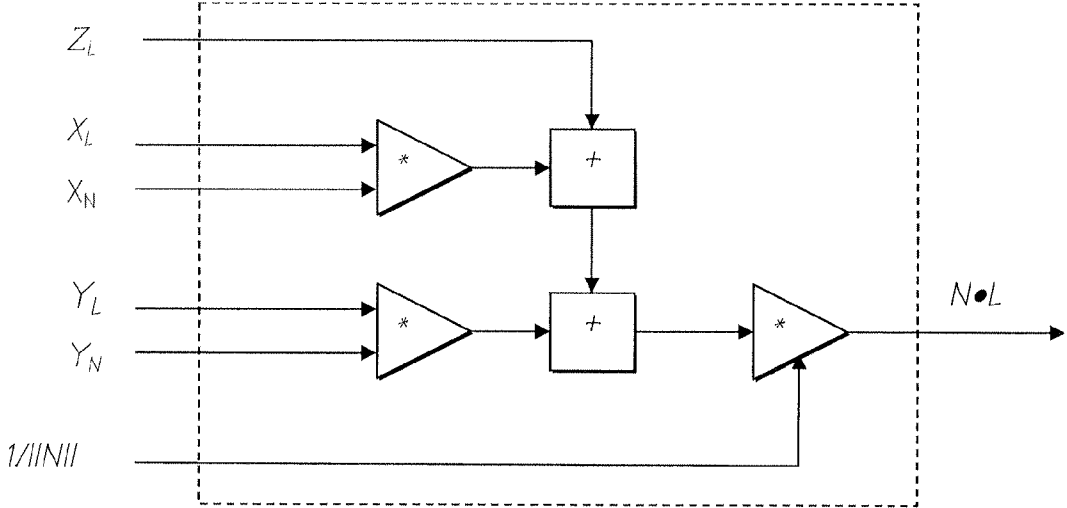 Z_L
X_L
* +
X_N
Y_L
* + * N●L
Y_N
1/||N||